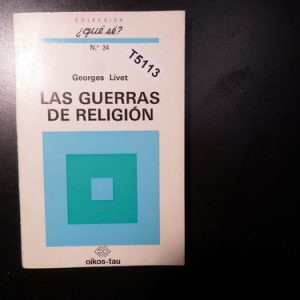 COLECCIÓN
¿qué sé?
N.º 34
T5113
Georges Livet
LAS GUERRAS
DE RELIGIÓN
oikos-tau